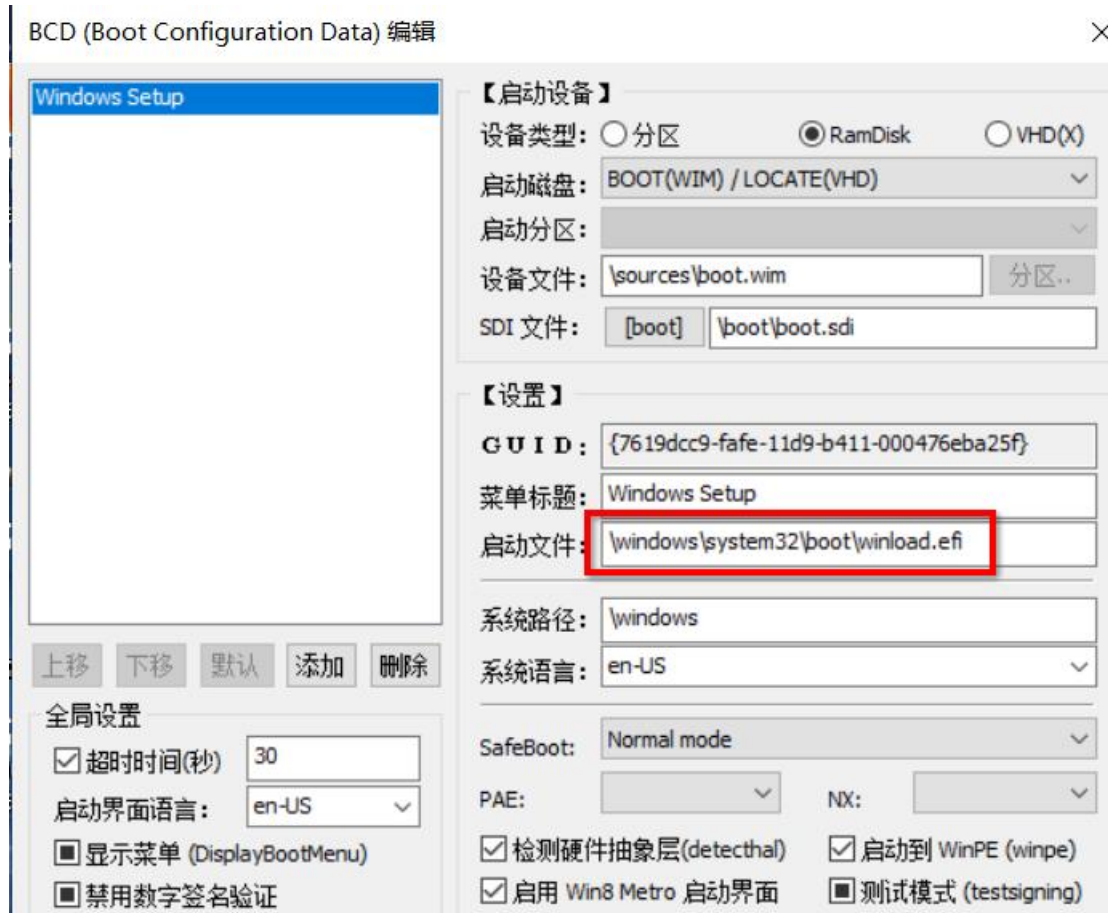 BCD (Boot Configuration Data) 编辑
Windows Setup
上移 下移 默认 添加 删除
全局设置
超时时间(秒) 30
启动界面语言: en-US
显示菜单 (DisplayBootMenu)
禁用数字签名验证
【启动设备】
设备类型: 分区 RamDisk VHD(X)
启动磁盘: BOOT(WIM) / LOCATE(VHD)
启动分区:
设备文件: \sources\boot.wim 分区..
SDI 文件: [boot] \boot\boot.sdi
【设置】
GUID: {7619dcc9-fafe-11d9-b411-000476eba25f}
菜单标题: Windows Setup
启动文件: \windows\system32\boot\winload.efi
系统路径: \windows
系统语言: en-US
SafeBoot: Normal mode
PAE: NX:
检测硬件抽象层(detecthal) 启动到 WinPE (winpe)
启用 Win8 Metro 启动界面 测试模式 (testsigning)